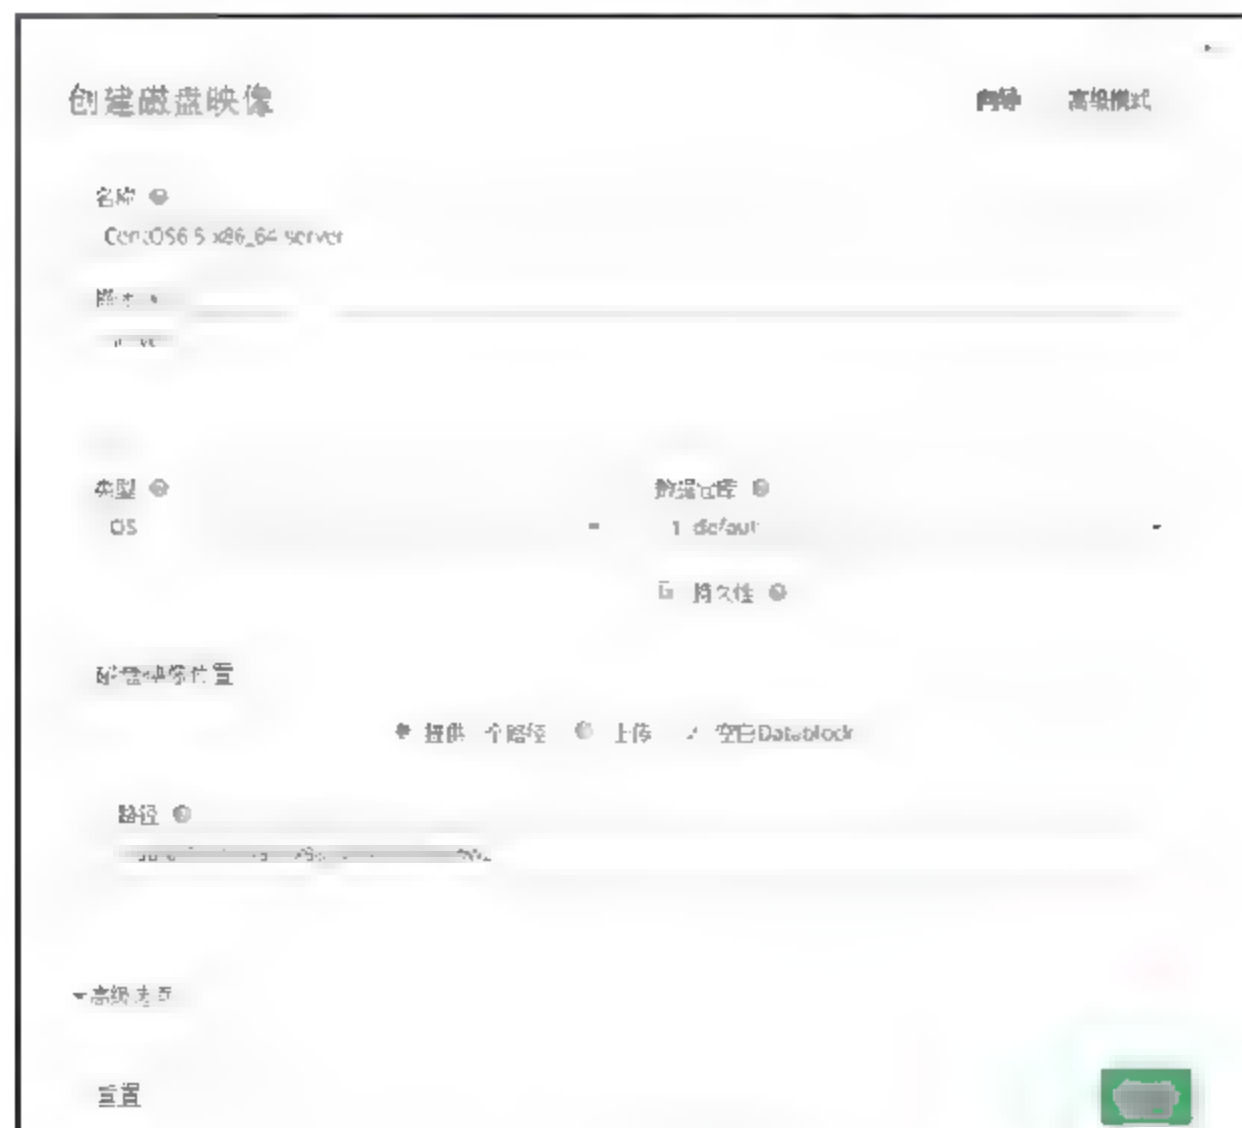 创建磁盘映像
向导 高级模式
名称
CentOS6.5 x86_64 server
类型 数据仓库
OS 1: default
持久性
磁盘映像位置
提供一个路径 上传 空白Datablock
路径
高级选项
重置